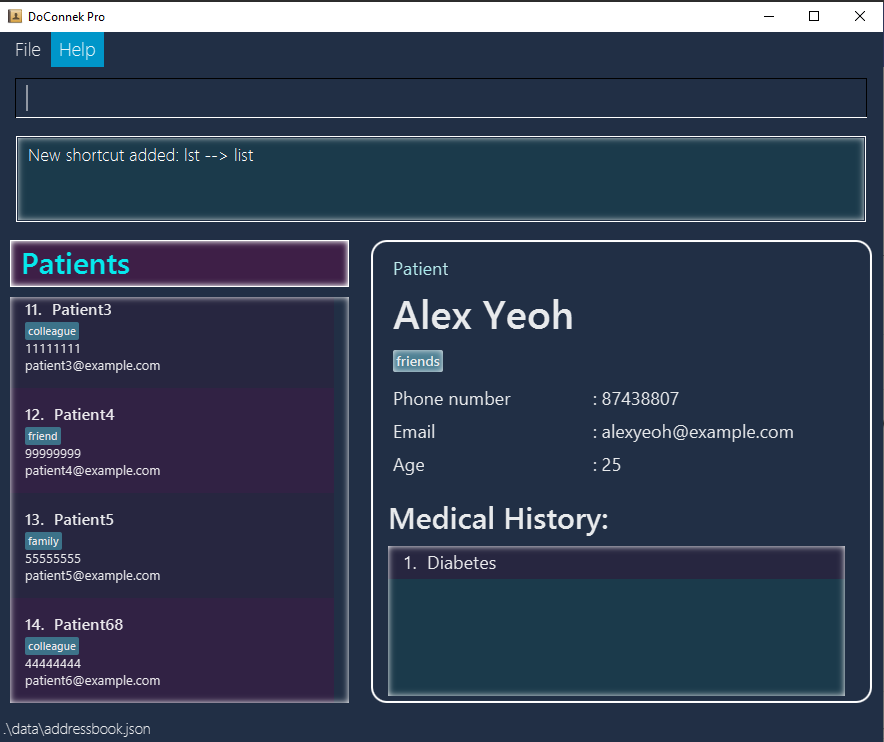 DoConnek Pro
File Help
New shortcut added: lst --> list
Patients
11. Patient3
colleague
11111111
patient3@example.com
12. Patient4
friend
99999999
patient4@example.com
13. Patient5
family
55555555
patient5@example.com
14. Patient68
colleague
44444444
patient6@example.com
Patient
Alex Yeoh
friends
Phone number : 87438807
Email : alexyeoh@example.com
Age : 25
Medical History:
1. Diabetes
.\data\addressbook.json